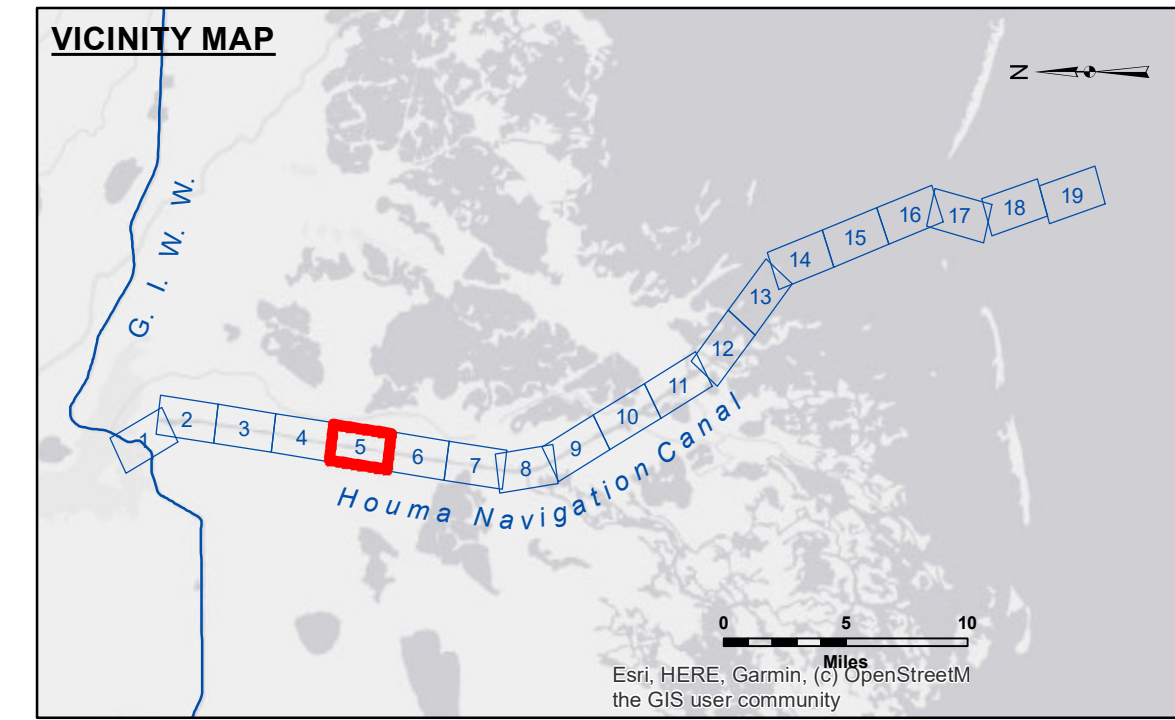 VICINITY MAP
N
G. I. W. W.
1
2
3
4
5
6
7
8
9
10
11
12
13
14
15
16
17
18
19
Houma Navigation Canal
0 5 10
Miles
Esri, HERE, Garmin, (c) OpenStreetM
the GIS user community